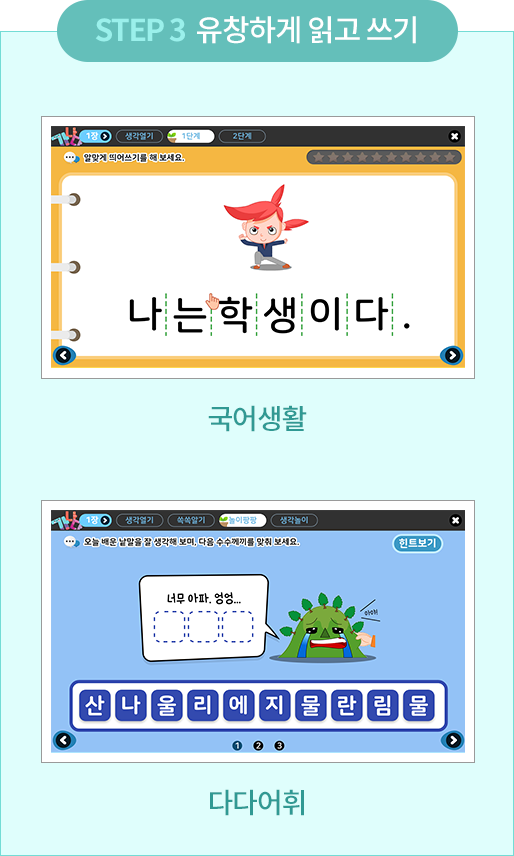 STEP 3 유창하게 읽고 쓰기
1장 생각열기 1단계 2단계
알맞게 띄어쓰기를 해 보세요.
나는학생이다.
국어생활
1장 생각열기 쏙쏙알기 놀이팡팡 생각놀이
오늘 배운 낱말을 잘 생각해 보며, 다음 수수께끼를 맞춰 보세요.
힌트보기
너무 아파. 엉엉...
산 나 울 리 에 지 물 란 림 물
1 2 3
다다어휘